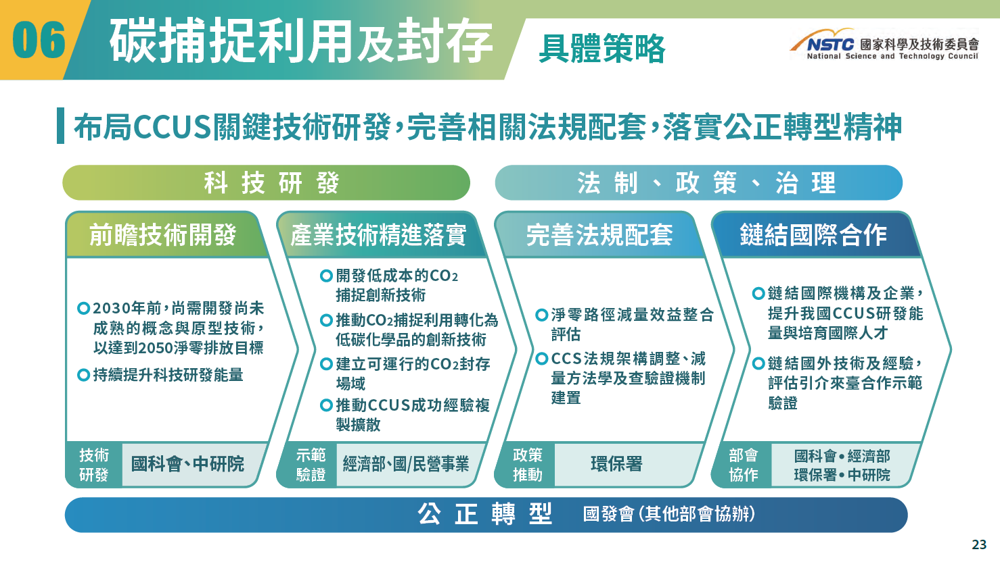 06
碳捕捉利用及封存
具體策略
NSTC 國家科學及技術委員會
National Science and Technology Council
布局CCUS關鍵技術研發,完善相關法規配套,落實公正轉型精神
科技研發
法制、政策、治理
前瞻技術開發
2030年前,尚需開發尚未
成熟的概念與原型技術,
以達到2050淨零排放目標
持續提升科技研發能量
技術
研發
國科會、中研院
產業技術精進落實
開發低成本的CO2
捕捉創新技術
推動CO2捕捉利用轉化為
低碳化學品的創新技術
建立可運行的CO2封存
場域
推動CCUS成功經驗複
製擴散
示範
驗證
經濟部、國/民營事業
完善法規配套
淨零路徑減量效益整合
評估
CCS法規架構調整、減
量方法學及查驗證機制
建置
政策
推動
環保署
鏈結國際合作
鏈結國際機構及企業,
提升我國CCUS研發能
量與培育國際人才
鏈結國外技術及經驗,
評估引介來臺合作示範
驗證
部會
協作
國科會•經濟部
環保署•中研院
公正轉型 國發會(其他部會協辦)
23